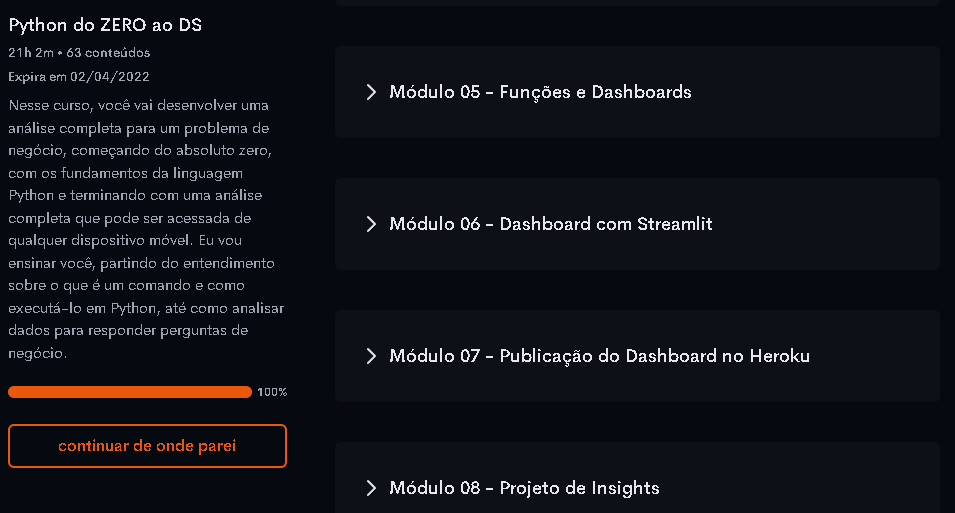 Python do ZERO ao DS
21h 2m • 63 conteúdos
Expira em 02/04/2022
Nesse curso, você vai desenvolver uma
análise completa para um problema de
negócio, começando do absoluto zero,
com os fundamentos da linguagem
Python e terminando com uma análise
completa que pode ser acessada de
qualquer dispositivo móvel. Eu vou
ensinar você, partindo do entendimento
sobre o que é um comando e como
executá-lo em Python, até como analisar
dados para responder perguntas de
negócio.
100%
continuar de onde parei
Módulo 05 - Funções e Dashboards
Módulo 06 - Dashboard com Streamlit
Módulo 07 - Publicação do Dashboard no Heroku
Módulo 08 - Projeto de Insights